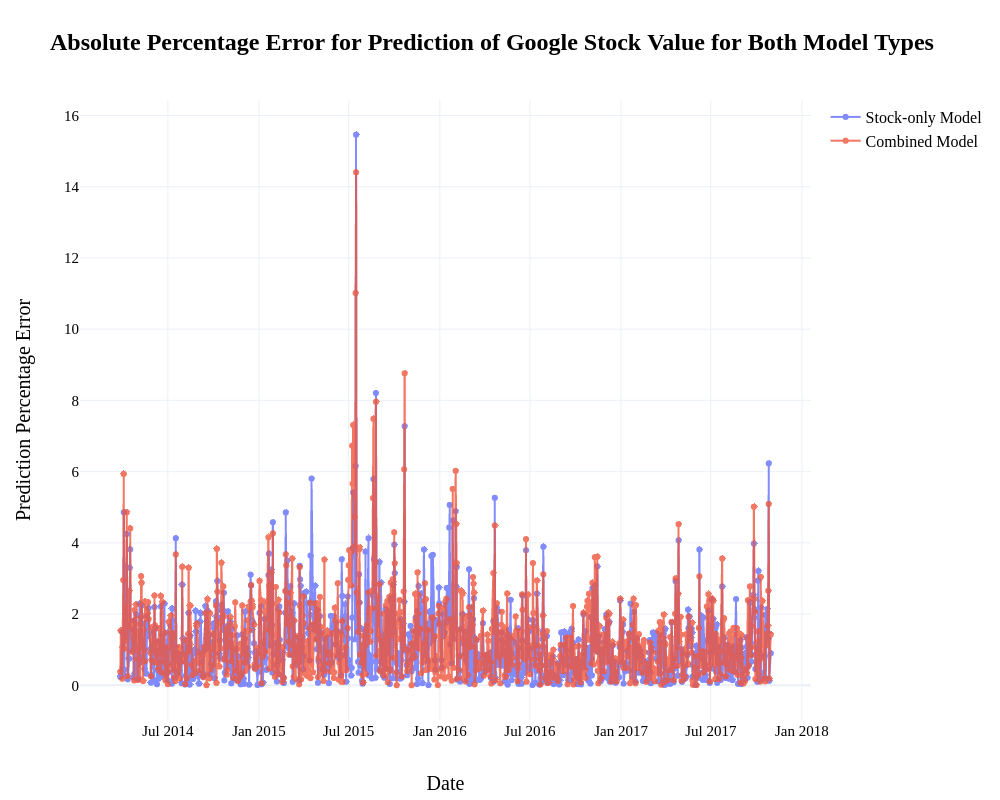 Absolute Percentage Error for Prediction of Google Stock Value for Both Model Types
Stock-only Model
Combined Model
16
14
12
10
8
6
4
2
0
Prediction Percentage Error
Jul 2014
Jan 2015
Jul 2015
Jan 2016
Jul 2016
Jan 2017
Jul 2017
Jan 2018
Date